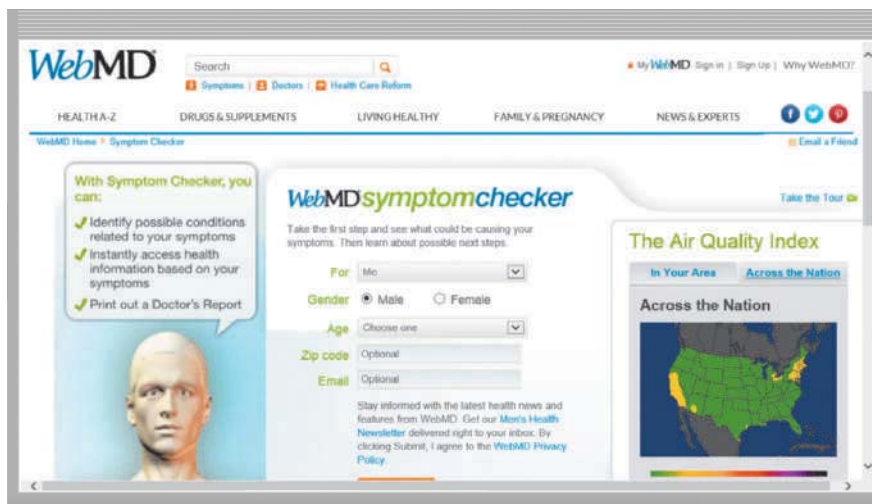 WebMD
Search
Symptoms | Doctors | Health Care Reform
My WebMD Sign in | Sign Up | Why WebMD?
HEALTH A-Z DRUGS & SUPPLEMENTS LIVING HEALTHY FAMILY & PREGNANCY NEWS & EXPERTS
WebMD Home > Symptom Checker
Email a Friend
With Symptom Checker, you
can:
Identify possible conditions
related to your symptoms
Instantly access health
information based on your
symptoms
Print out a Doctor's Report
WebMD symptomchecker
Take the Tour
Take the first step and see what could be causing your
symptoms. Then learn about possible next steps.
For Me
Gender Male Female
Age Choose one
Zip code Optional
Email Optional
Stay informed with the latest health news and
features from WebMD. Get our Men's Health
Newsletter delivered right to your inbox. By
clicking Submit, I agree to the WebMD Privacy
Policy.
The Air Quality Index
In Your Area Across the Nation
Across the Nation